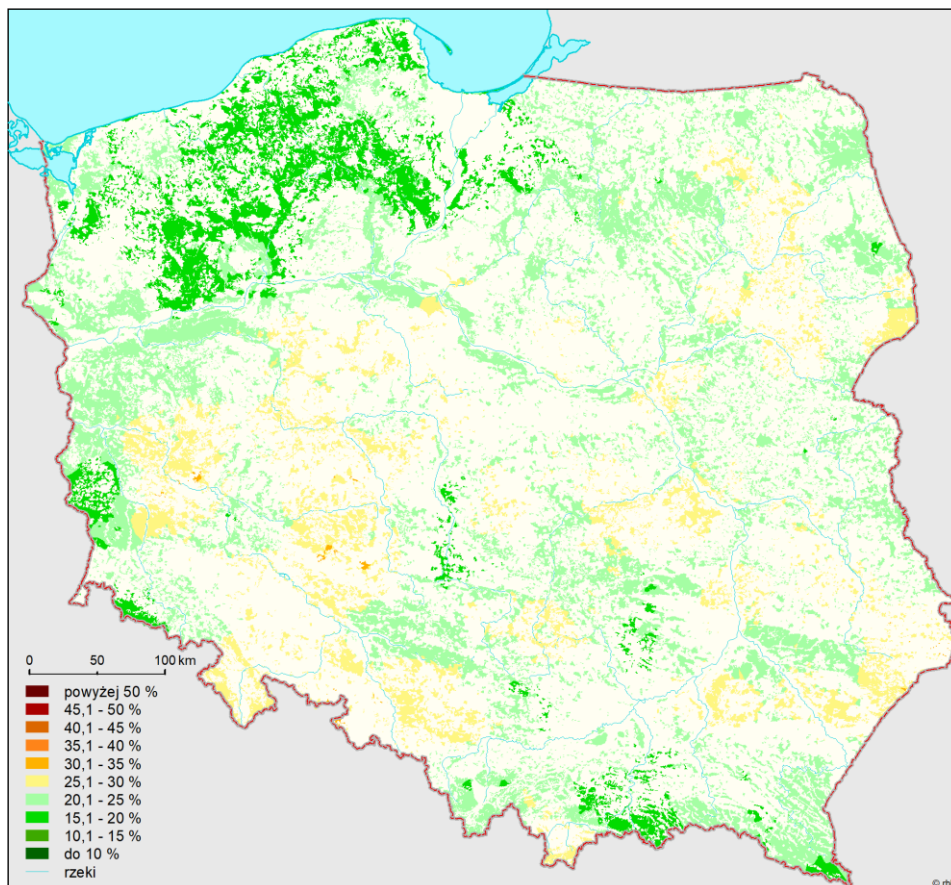 0 50 100 km
powyżej 50 %
45,1 - 50 %
40,1 - 45 %
35,1 - 40 %
30,1 - 35 %
25,1 - 30 %
20,1 - 25 %
15,1 - 20 %
10,1 - 15 %
do 10 %
rzeki